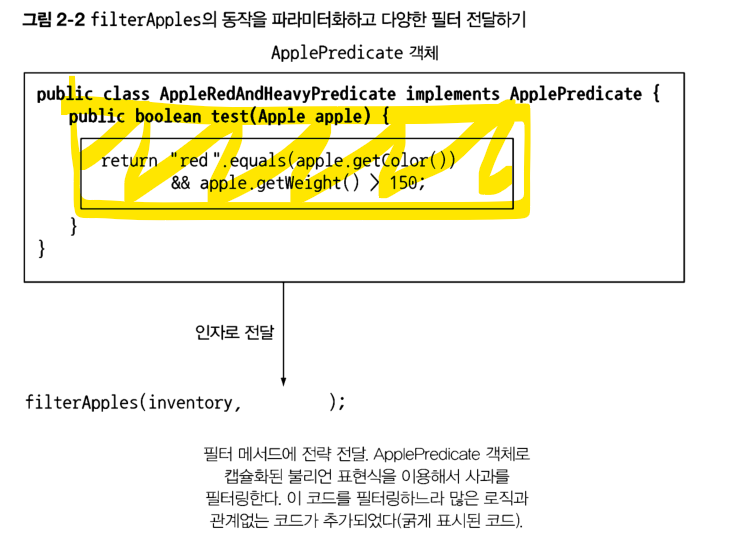 그림 2-2 filterApples의 동작을 파라미터화하고 다양한 필터 전달하기
ApplePredicate 객체
public class AppleRedAndHeavyPredicate implements ApplePredicate {
public boolean test(Apple apple) {
return "red".equals(apple.getColor())
&& apple.getWeight() > 150;
}
}
인자로 전달
filterApples(inventory, );
필터 메서드에 전략 전달. ApplePredicate 객체로
캡슐화된 불리언 표현식을 이용해서 사과를
필터링한다. 이 코드를 필터링하느라 많은 로직과
관계없는 코드가 추가되었다(굵게 표시된 코드).